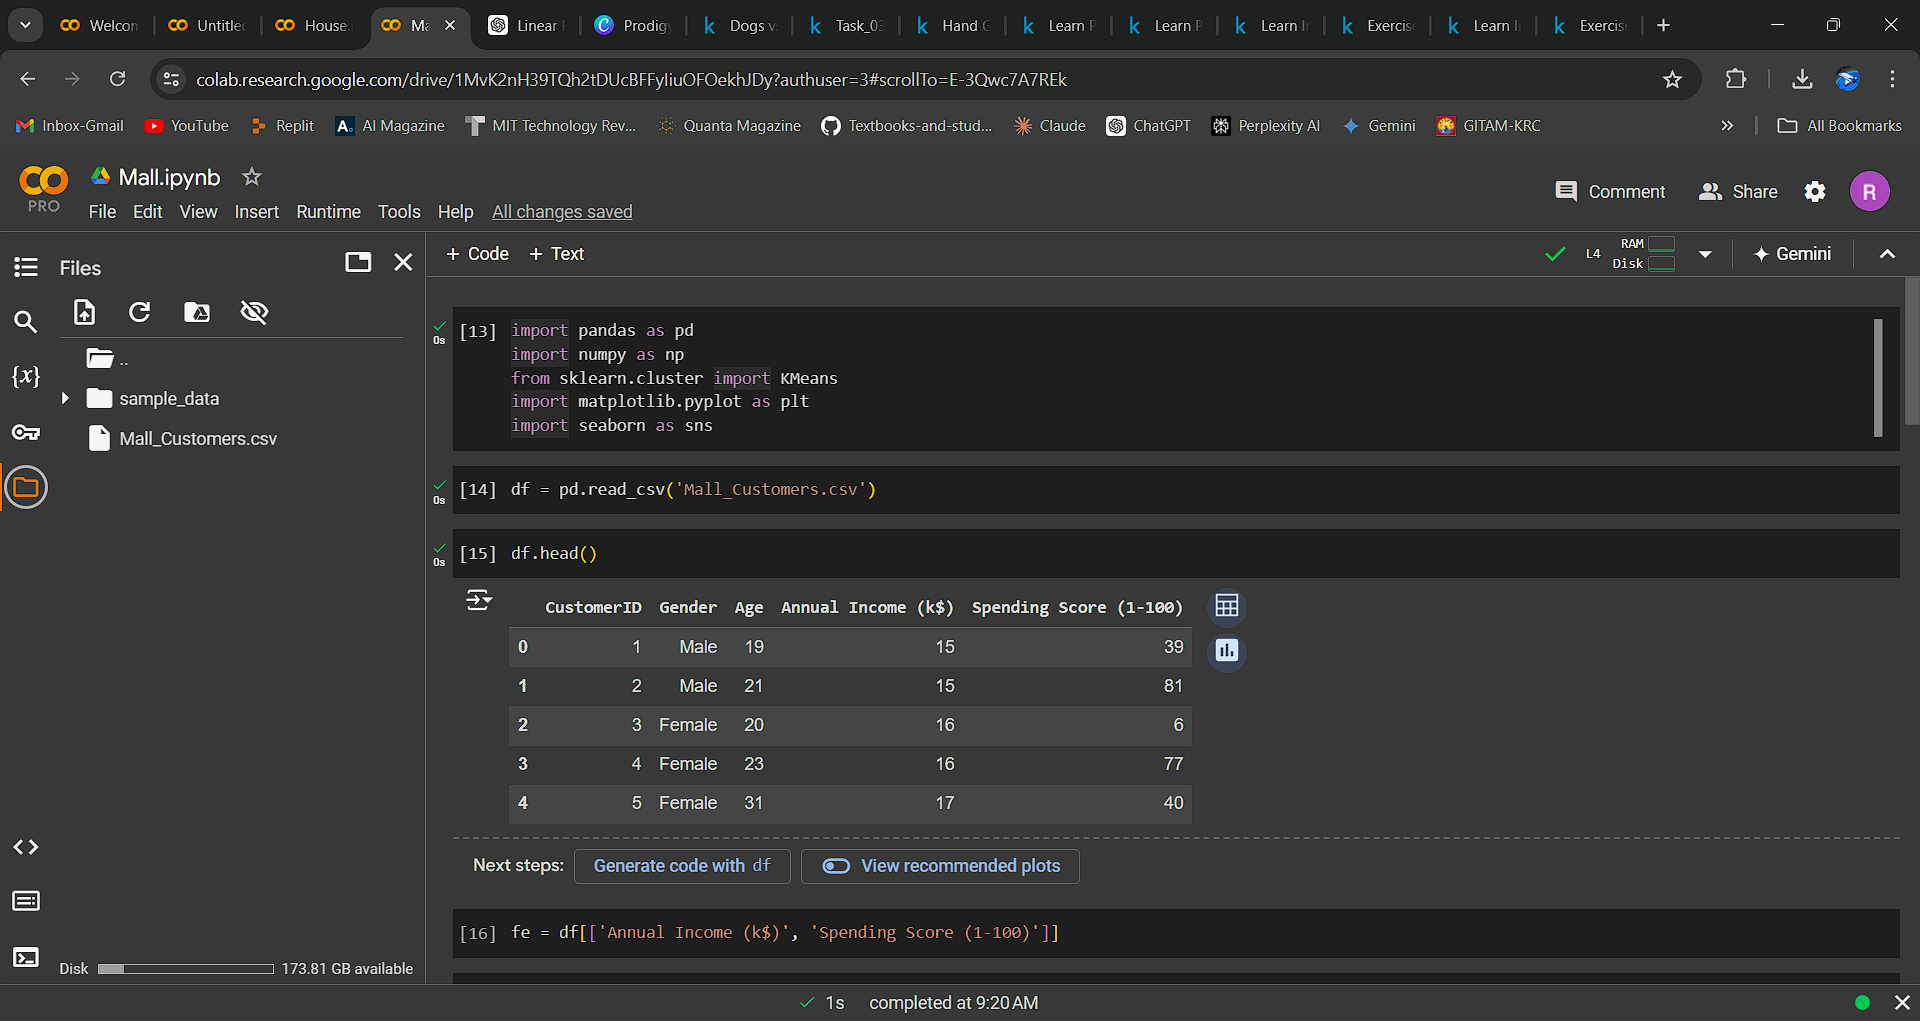 Welcon
Untitle
House.
Ma
Linear
Prodigy
Dogs v
Task_03
Hand G
Learn P
Learn P
Learn I
Exercis
Learn I
Exercis
colab.research.google.com/drive/1MvK2nH39TQh2tDUcBFFyIiuOFOekhJDy?authuser=3#scrollTo=E-3Qwc7A7REk
Inbox-Gmail YouTube Replit AI Magazine MIT Technology Rev... Quanta Magazine Textbooks-and-stud... Claude ChatGPT Perplexity AI Gemini GITAM-KRC » All Bookmarks
PRO
Mall.ipynb
File Edit View Insert Runtime Tools Help All changes saved
Comment Share R
Files
..
sample_data
Mall_Customers.csv
Disk 173.81 GB available
+ Code + Text
L4 RAM
Disk
Gemini
0s
[13] import pandas as pd
import numpy as np
from sklearn.cluster import KMeans
import matplotlib.pyplot as plt
import seaborn as sns
0s
[14] df = pd.read_csv('Mall_Customers.csv')
0s
[15] df.head()
CustomerID Gender Age Annual Income (k$) Spending Score (1-100)
0 1 Male 19 15 39
1 2 Male 21 15 81
2 3 Female 20 16 6
3 4 Female 23 16 77
4 5 Female 31 17 40
Next steps: Generate code with df View recommended plots
[16] fe = df[['Annual Income (k$)', 'Spending Score (1-100)']]
1s completed at 9:20 AM